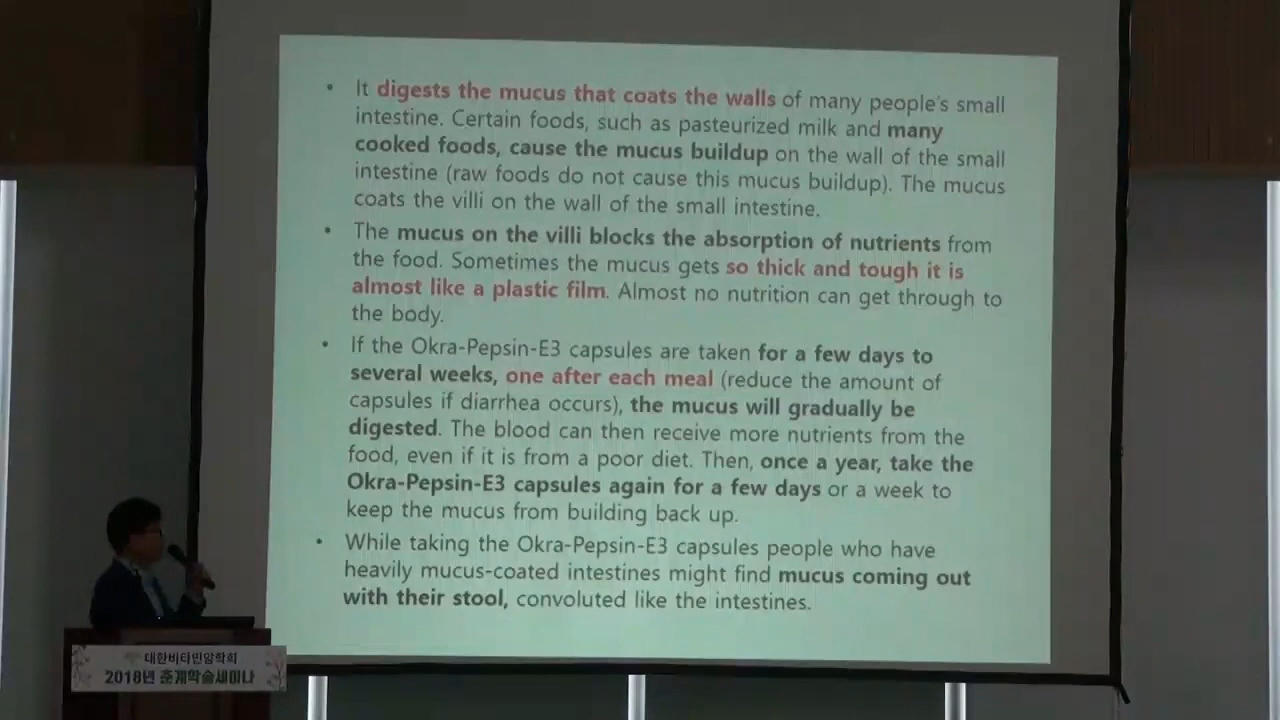 • It digests the mucus that coats the walls of many people's small
intestine. Certain foods, such as pasteurized milk and many
cooked foods, cause the mucus buildup on the wall of the small
intestine (raw foods do not cause this mucus buildup). The mucus
coats the villi on the wall of the small intestine.
• The mucus on the villi blocks the absorption of nutrients from
the food. Sometimes the mucus gets so thick and tough it is
almost like a plastic film. Almost no nutrition can get through to
the body.
• If the Okra-Pepsin-E3 capsules are taken for a few days to
several weeks, one after each meal (reduce the amount of
capsules if diarrhea occurs), the mucus will gradually be
digested. The blood can then receive more nutrients from the
food, even if it is from a poor diet. Then, once a year, take the
Okra-Pepsin-E3 capsules again for a few days or a week to
keep the mucus from building back up.
• While taking the Okra-Pepsin-E3 capsules people who have
heavily mucus-coated intestines might find mucus coming out
with their stool, convoluted like the intestines.
대한비타민암학회
2018년 춘계학술세미나